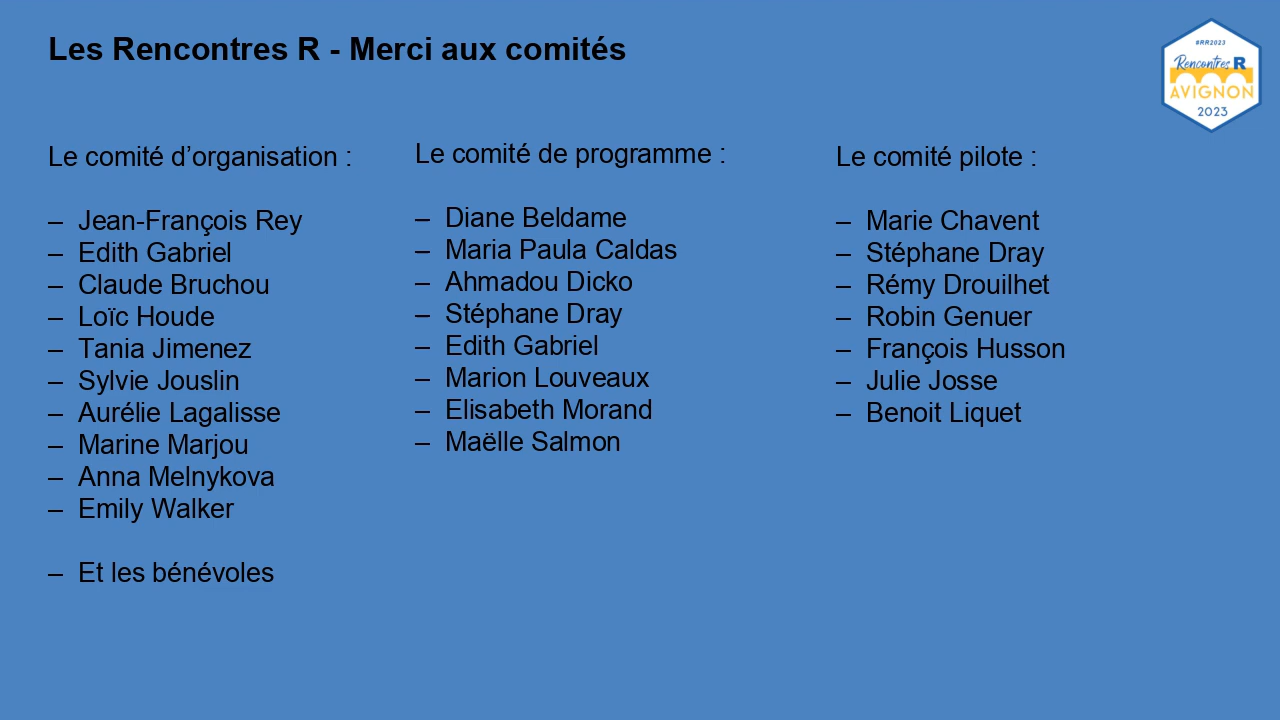 Les Rencontres R - Merci aux comités
#RR2023
Rencontres R
AVIGNON
2023
Le comité d’organisation :
– Jean-François Rey
– Edith Gabriel
– Claude Bruchou
– Loïc Houde
– Tania Jimenez
– Sylvie Jouslin
– Aurélie Lagalisse
– Marine Marjou
– Anna Melnykova
– Emily Walker
– Et les bénévoles
Le comité de programme :
– Diane Beldame
– Maria Paula Caldas
– Ahmadou Dicko
– Stéphane Dray
– Edith Gabriel
– Marion Louveaux
– Elisabeth Morand
– Maëlle Salmon
Le comité pilote :
– Marie Chavent
– Stéphane Dray
– Rémy Drouilhet
– Robin Genuer
– François Husson
– Julie Josse
– Benoit Liquet